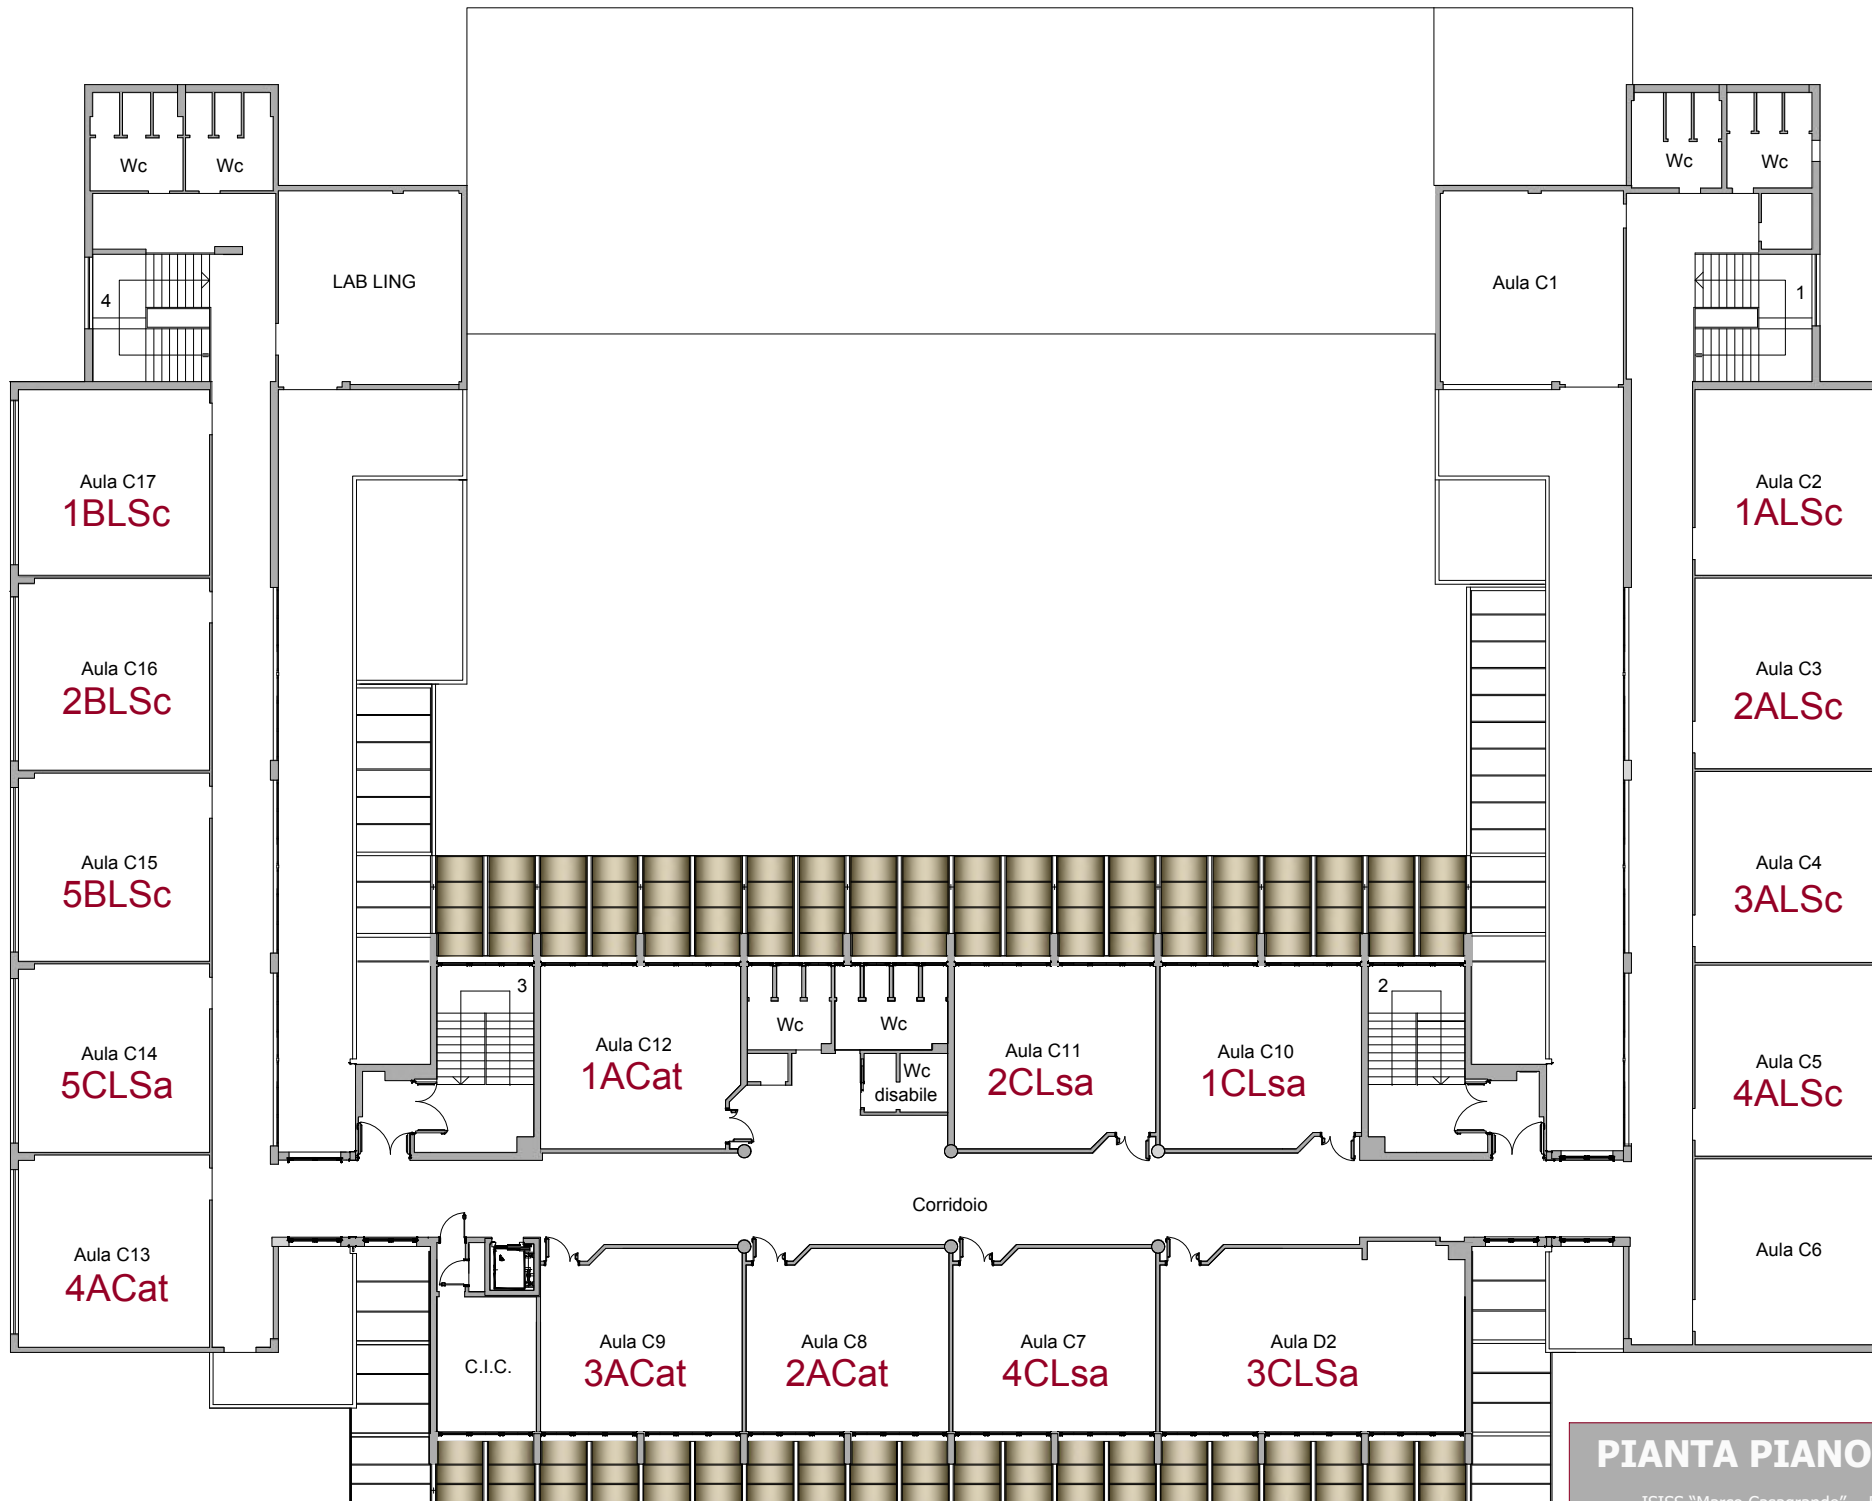 Wc
Wc
Wc
Wc
LAB LING
Aula C1
4
1
Aula C17
1BLSc
Aula C2
1ALSc
Aula C16
2BLSc
Aula C3
2ALSc
Aula C15
5BLSc
Aula C4
3ALSc
3
2
Wc
Wc
Aula C14
5CLSa
Aula C12
1ACat
Wc
disabile
Aula C11
2CLsa
Aula C10
1CLsa
Aula C5
4ALSc
Corridoio
Aula C13
4ACat
Aula C6
C.I.C.
Aula C9
3ACat
Aula C8
2ACat
Aula C7
4CLsa
Aula D2
3CLSa
PIANTA PIANO
ISISS "Marco Casagrande"